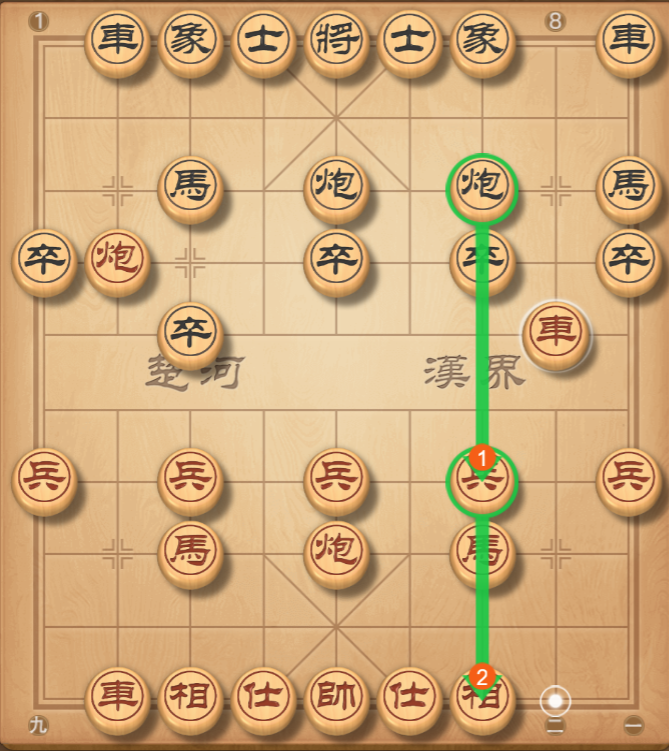 1 8
車 象 士 將 士 象 車
馬 炮 炮 馬
卒 炮 卒 卒 卒
卒 車
楚河 漢界
1
兵 兵 兵 兵 兵
馬 炮 馬
2
車 相 仕 帥 仕 相
九 二 一